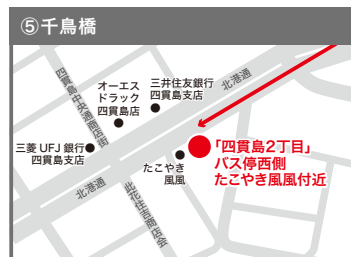 ⑤千鳥橋
四貫島中央通商店街
オーエス
ドラック
四貫島店
三井住友銀行
四貫島支店
北港通
三菱UFJ銀行
四貫島支店
たこやき
風風
「四貫島2丁目」
バス停西側
たこやき風風付近
北港通
此花住吉商店会